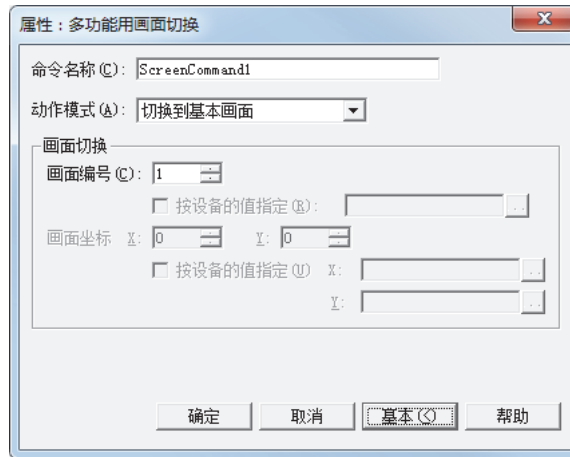 属性：多功能用画面切换
命令名称(C)： ScreenCommand1
动作模式(A)： 切换到基本画面
画面切换
画面编号(C)： 1
按设备的值指定(R)： ..
画面坐标 X: 0 Y: 0
按设备的值指定(U) X: ..
Y: ..
确定 取消 基本(<) 帮助